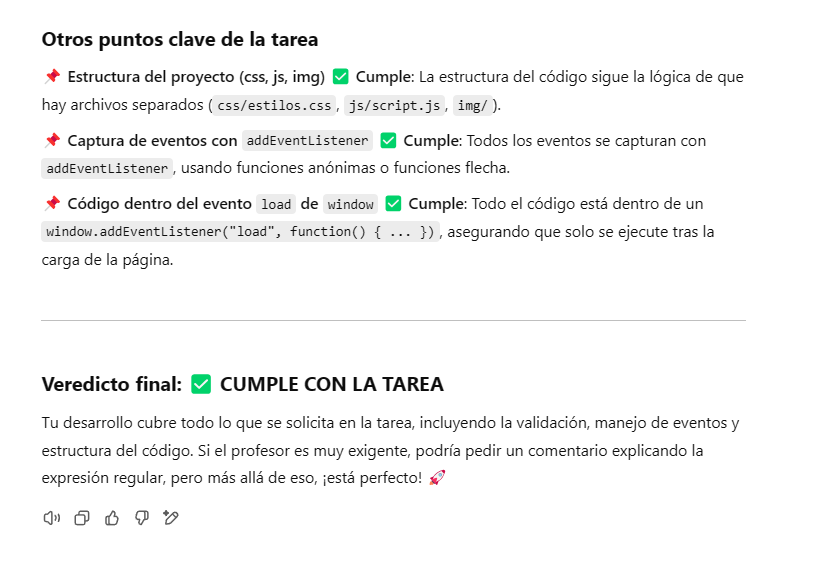 Otros puntos clave de la tarea
📌 Estructura del proyecto (css, js, img) ✅ Cumple: La estructura del código sigue la lógica de que
hay archivos separados (css/estilos.css, js/script.js, img/).
📌 Captura de eventos con addEventListener ✅ Cumple: Todos los eventos se capturan con
addEventListener, usando funciones anónimas o funciones flecha.
📌 Código dentro del evento load de window ✅ Cumple: Todo el código está dentro de un
window.addEventListener("load", function() { ... }), asegurando que solo se ejecute tras la
carga de la página.
Veredicto final: ✅ CUMPLE CON LA TAREA
Tu desarrollo cubre todo lo que se solicita en la tarea, incluyendo la validación, manejo de eventos y
estructura del código. Si el profesor es muy exigente, podría pedir un comentario explicando la
expresión regular, pero más allá de eso, ¡está perfecto! 🚀